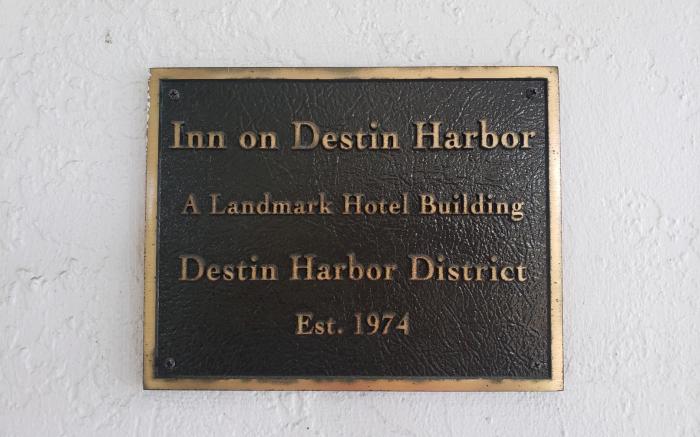 Inn on Destin Harbor
A Landmark Hotel Building
Destin Harbor District
Est. 1974